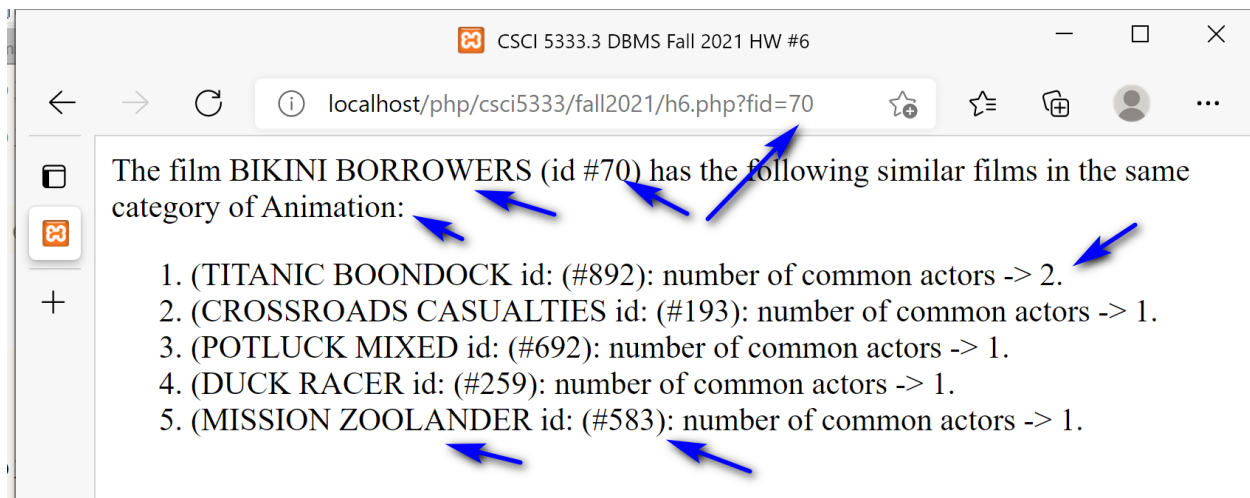 CSCI 5333.3 DBMS Fall 2021 HW #6
localhost/php/csci5333/fall2021/h6.php?fid=70
The film BIKINI BORROWERS (id #70) has the following similar films in the same
category of Animation:
1. (TITANIC BOONDOCK id: (#892): number of common actors -> 2.
2. (CROSSROADS CASUALTIES id: (#193): number of common actors -> 1.
3. (POTLUCK MIXED id: (#692): number of common actors -> 1.
4. (DUCK RACER id: (#259): number of common actors -> 1.
5. (MISSION ZOOLANDER id: (#583): number of common actors -> 1.